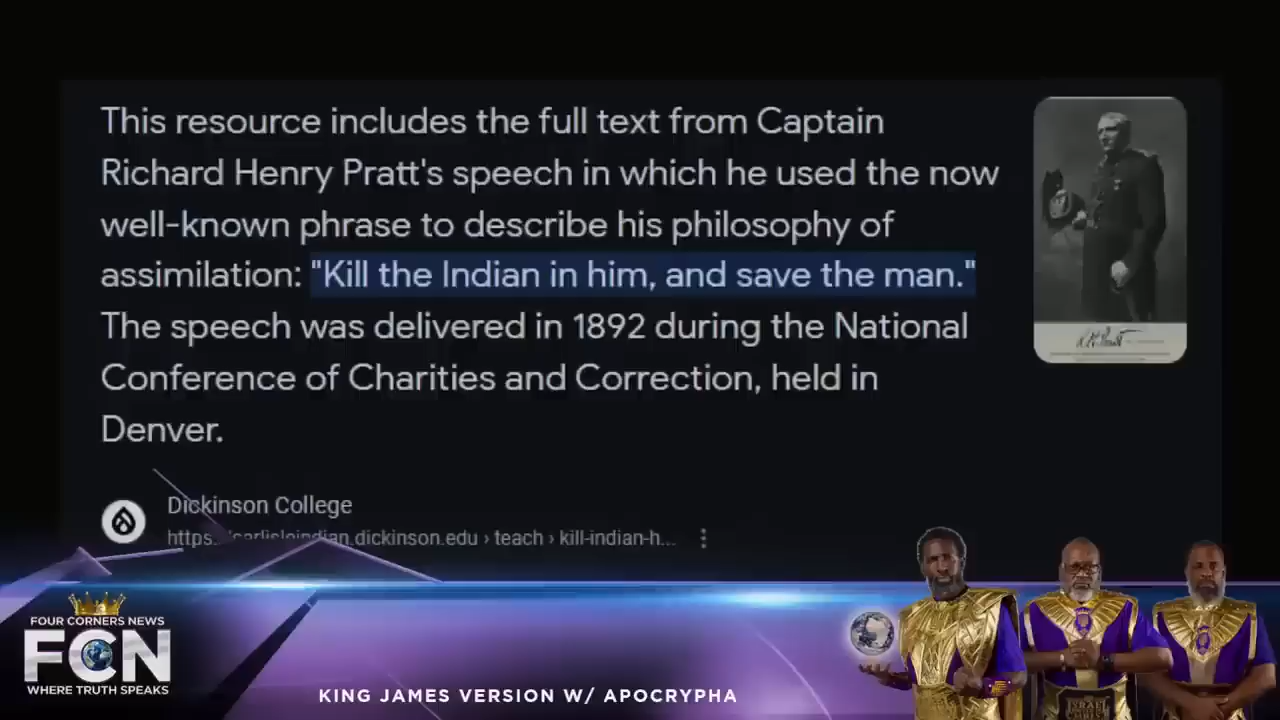 This resource includes the full text from Captain
Richard Henry Pratt's speech in which he used the now
well-known phrase to describe his philosophy of
assimilation: "Kill the Indian in him, and save the man."
The speech was delivered in 1892 during the National
Conference of Charities and Correction, held in
Denver.
Dickinson College
https://carlisleindian.dickinson.edu › teach › kill-indian-h...
FOUR CORNERS NEWS
FCN
WHERE TRUTH SPEAKS
KING JAMES VERSION W/ APOCRYPHA
ISRAEL